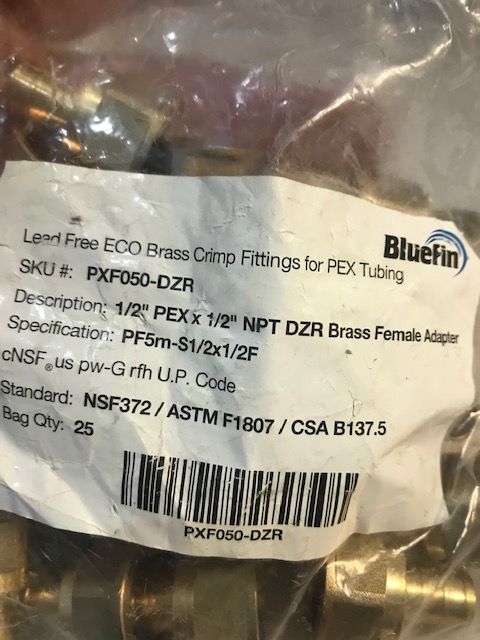 Bluefin
Lead Free ECO Brass Crimp Fittings for PEX Tubing
SKU #: PXF050-DZR
Description: 1/2" PEX x 1/2" NPT DZR Brass Female Adapter
Specification: PF5m-S1/2x1/2F
cNSF®us pw-G rfh U.P. Code
Standard: NSF372 / ASTM F1807 / CSA B137.5
Bag Qty: 25
PXF050-DZR